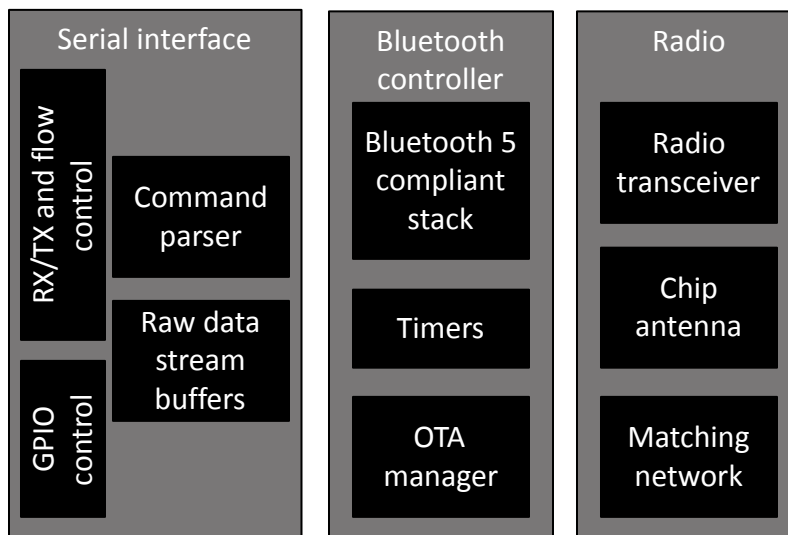 Serial interface
RX/TX and flow
control
Command
parser
Raw data
stream
buffers
GPIO
control
Bluetooth
controller
Bluetooth 5
compliant
stack
Timers
OTA
manager
Radio
Radio
transceiver
Chip
antenna
Matching
network